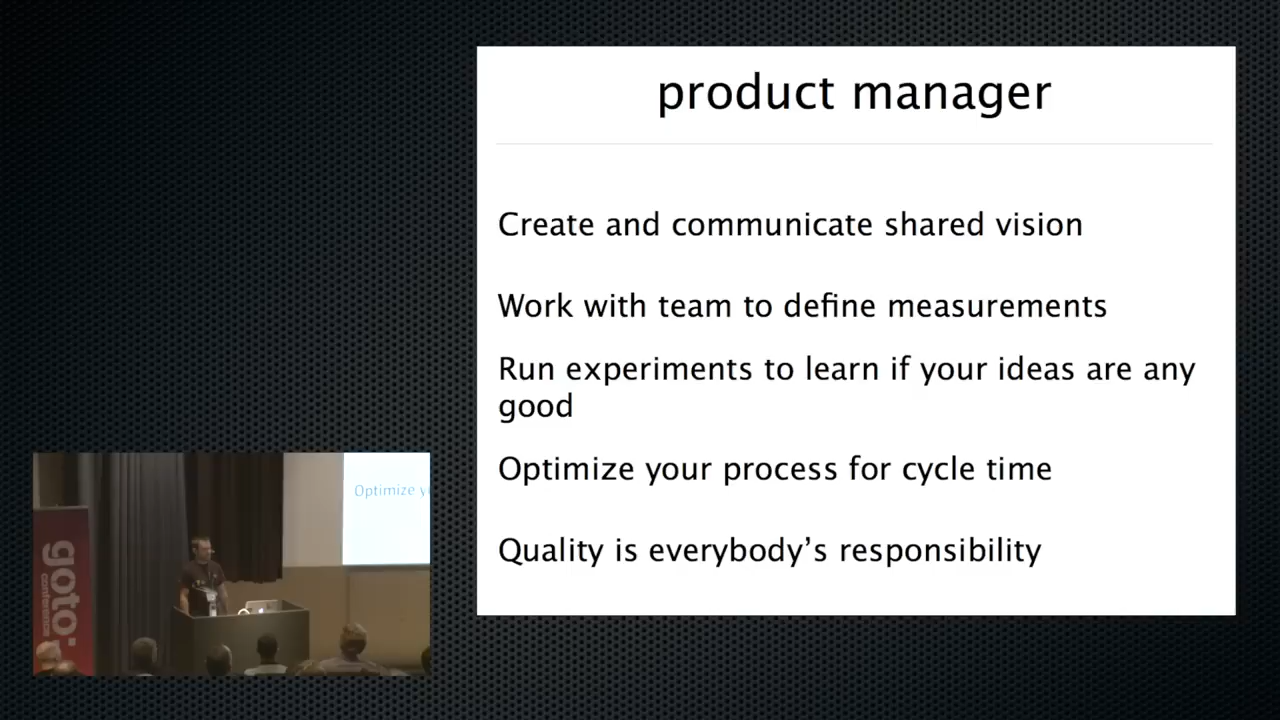 product manager
Create and communicate shared vision
Work with team to define measurements
Run experiments to learn if your ideas are any
good
Optimize your process for cycle time
Quality is everybody’s responsibility
Optimize y
goto;
conference